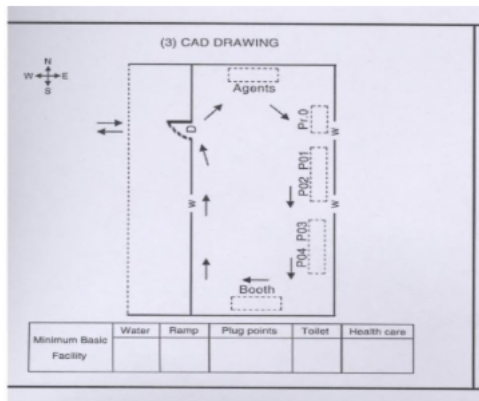 (3) CAD DRAWING
N
W E
S
Agents
D
Pr.0
W
P02 P01
W
W
P04 P03
Booth
Minimum Basic Facility
Water
Ramp
Plug points
Toilet
Health care